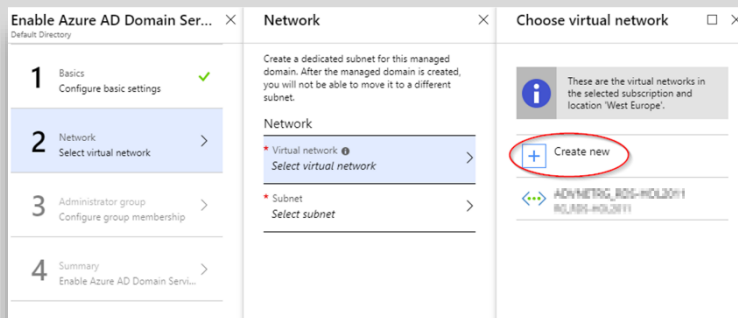 Enable Azure AD Domain Ser...
Default Directory
1
Basics
Configure basic settings
2
Network
Select virtual network
3
Administrator group
Configure group membership
4
Summary
Enable Azure AD Domain Servi...
Network
Create a dedicated subnet for this managed
domain. After the managed domain is created,
you will not be able to move it to a different
subnet.
Network
* Virtual network
Select virtual network
* Subnet
Select subnet
Choose virtual network
These are the virtual networks in
the selected subscription and
location 'West Europe'.
Create new